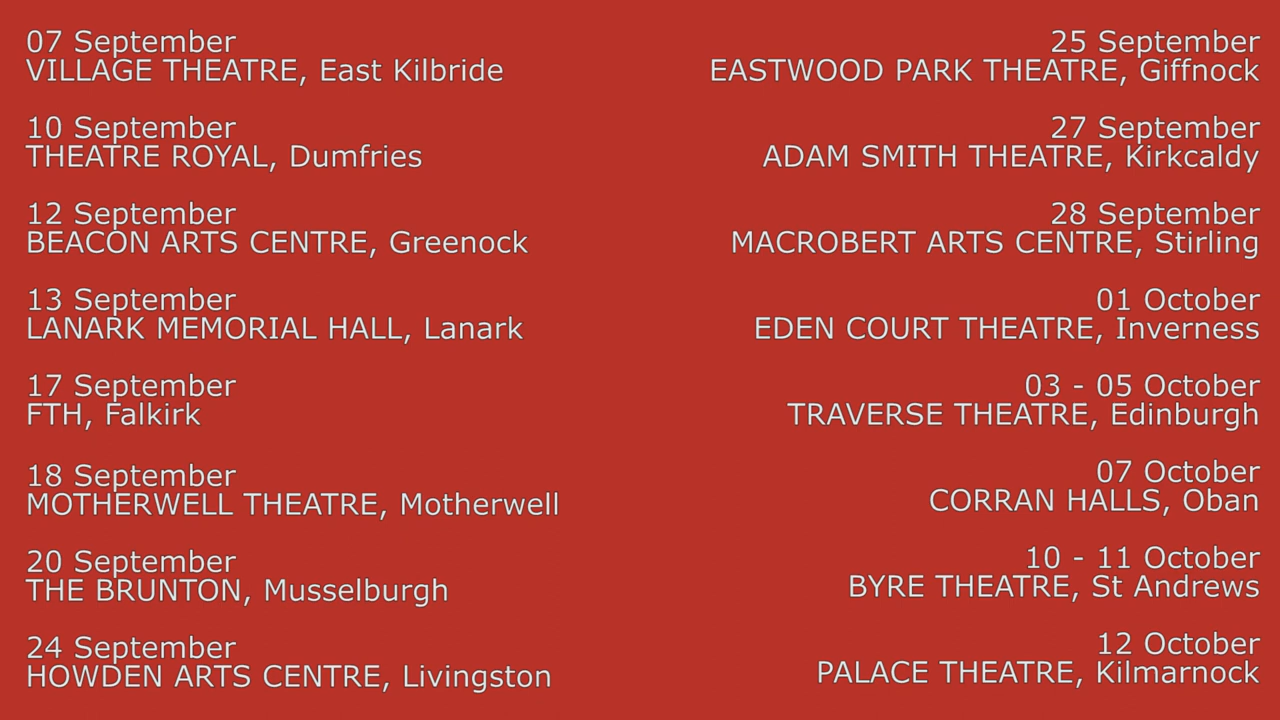 07 September
VILLAGE THEATRE, East Kilbride
10 September
THEATRE ROYAL, Dumfries
12 September
BEACON ARTS CENTRE, Greenock
13 September
LANARK MEMORIAL HALL, Lanark
17 September
FTH, Falkirk
18 September
MOTHERWELL THEATRE, Motherwell
20 September
THE BRUNTON, Musselburgh
24 September
HOWDEN ARTS CENTRE, Livingston
25 September
EASTWOOD PARK THEATRE, Giffnock
27 September
ADAM SMITH THEATRE, Kirkcaldy
28 September
MACROBERT ARTS CENTRE, Stirling
01 October
EDEN COURT THEATRE, Inverness
03 - 05 October
TRAVERSE THEATRE, Edinburgh
07 October
CORRAN HALLS, Oban
10 - 11 October
BYRE THEATRE, St Andrews
12 October
PALACE THEATRE, Kilmarnock